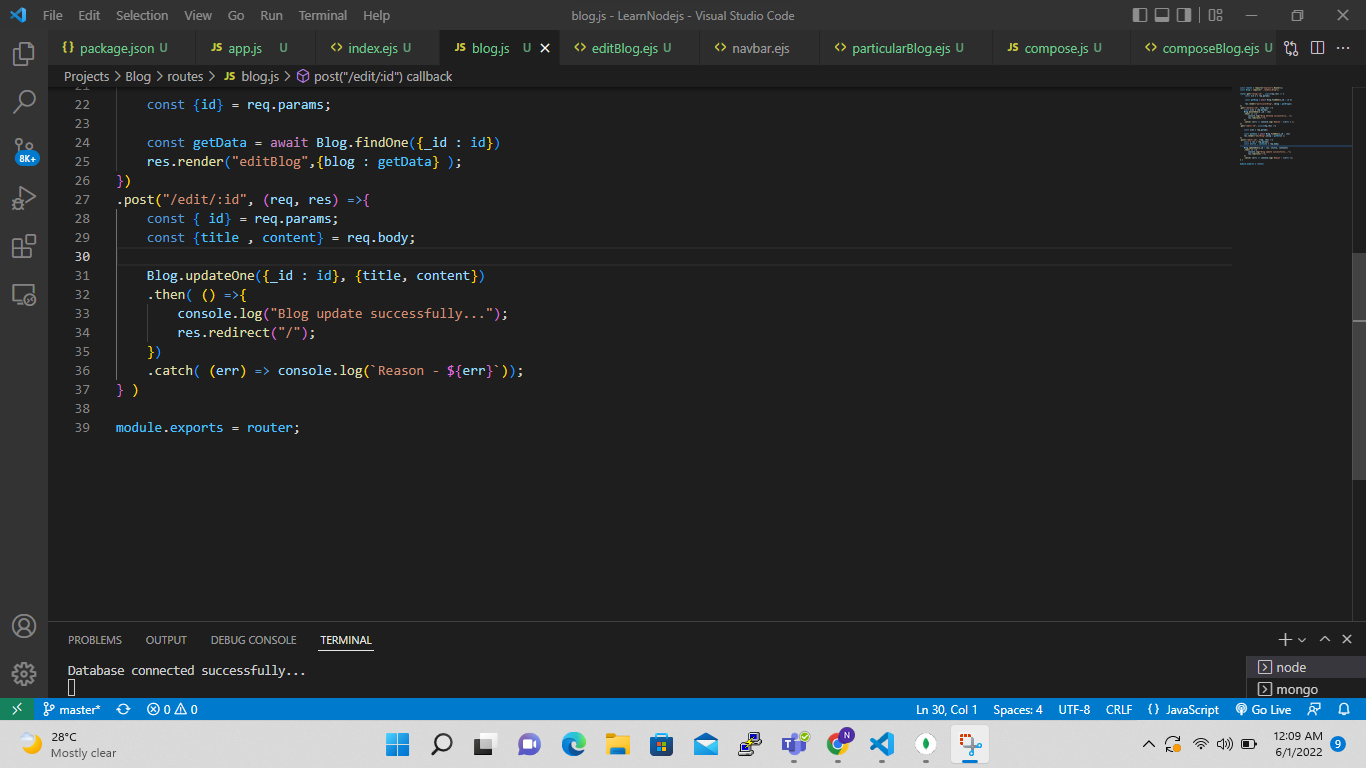 File Edit Selection View Go Run Terminal Help blog.js - LearnNodejs - Visual Studio Code
{} package.json U JS app.js U <> index.ejs U JS blog.js U <> editBlog.ejs U <> navbar.ejs <> particularBlog.ejs U JS compose.js U <> composeBlog.ejs U
Projects > Blog > routes > JS blog.js > post("/edit/:id") callback
21
22 const {id} = req.params;
23
24 const getData = await Blog.findOne({_id : id})
25 res.render("editBlog",{blog : getData} );
26 })
27 .post("/edit/:id", (req, res) =>{
28 const { id} = req.params;
29 const {title , content} = req.body;
30
31 Blog.updateOne({_id : id}, {title, content})
32 .then( () =>{
33 console.log("Blog update successfully...");
34 res.redirect("/");
35 })
36 .catch( (err) => console.log(`Reason - ${err}`));
37 } )
38
39 module.exports = router;
8K+
PROBLEMS OUTPUT DEBUG CONSOLE TERMINAL
Database connected successfully...
node
mongo
master* 0 0 Ln 30, Col 1 Spaces: 4 UTF-8 CRLF {} JavaScript Go Live
28°C
Mostly clear
N
12:09 AM
6/1/2022
9